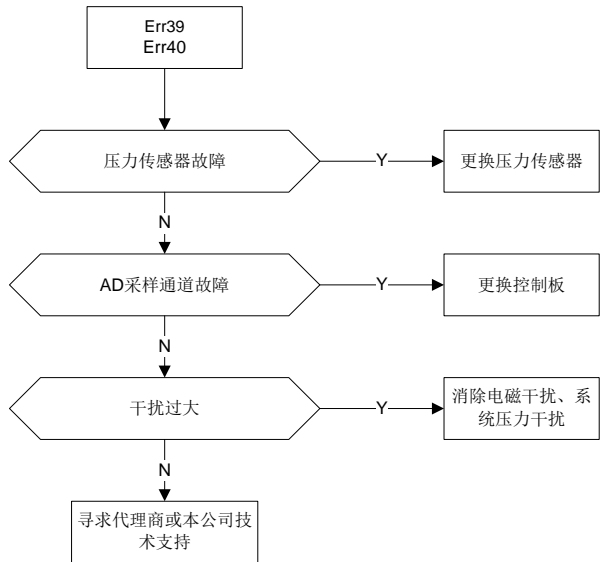 Err39
Err40
压力传感器故障
Y
更换压力传感器
N
AD采样通道故障
Y
更换控制板
N
干扰过大
Y
消除电磁干扰、系
统压力干扰
N
寻求代理商或本公司技
术支持